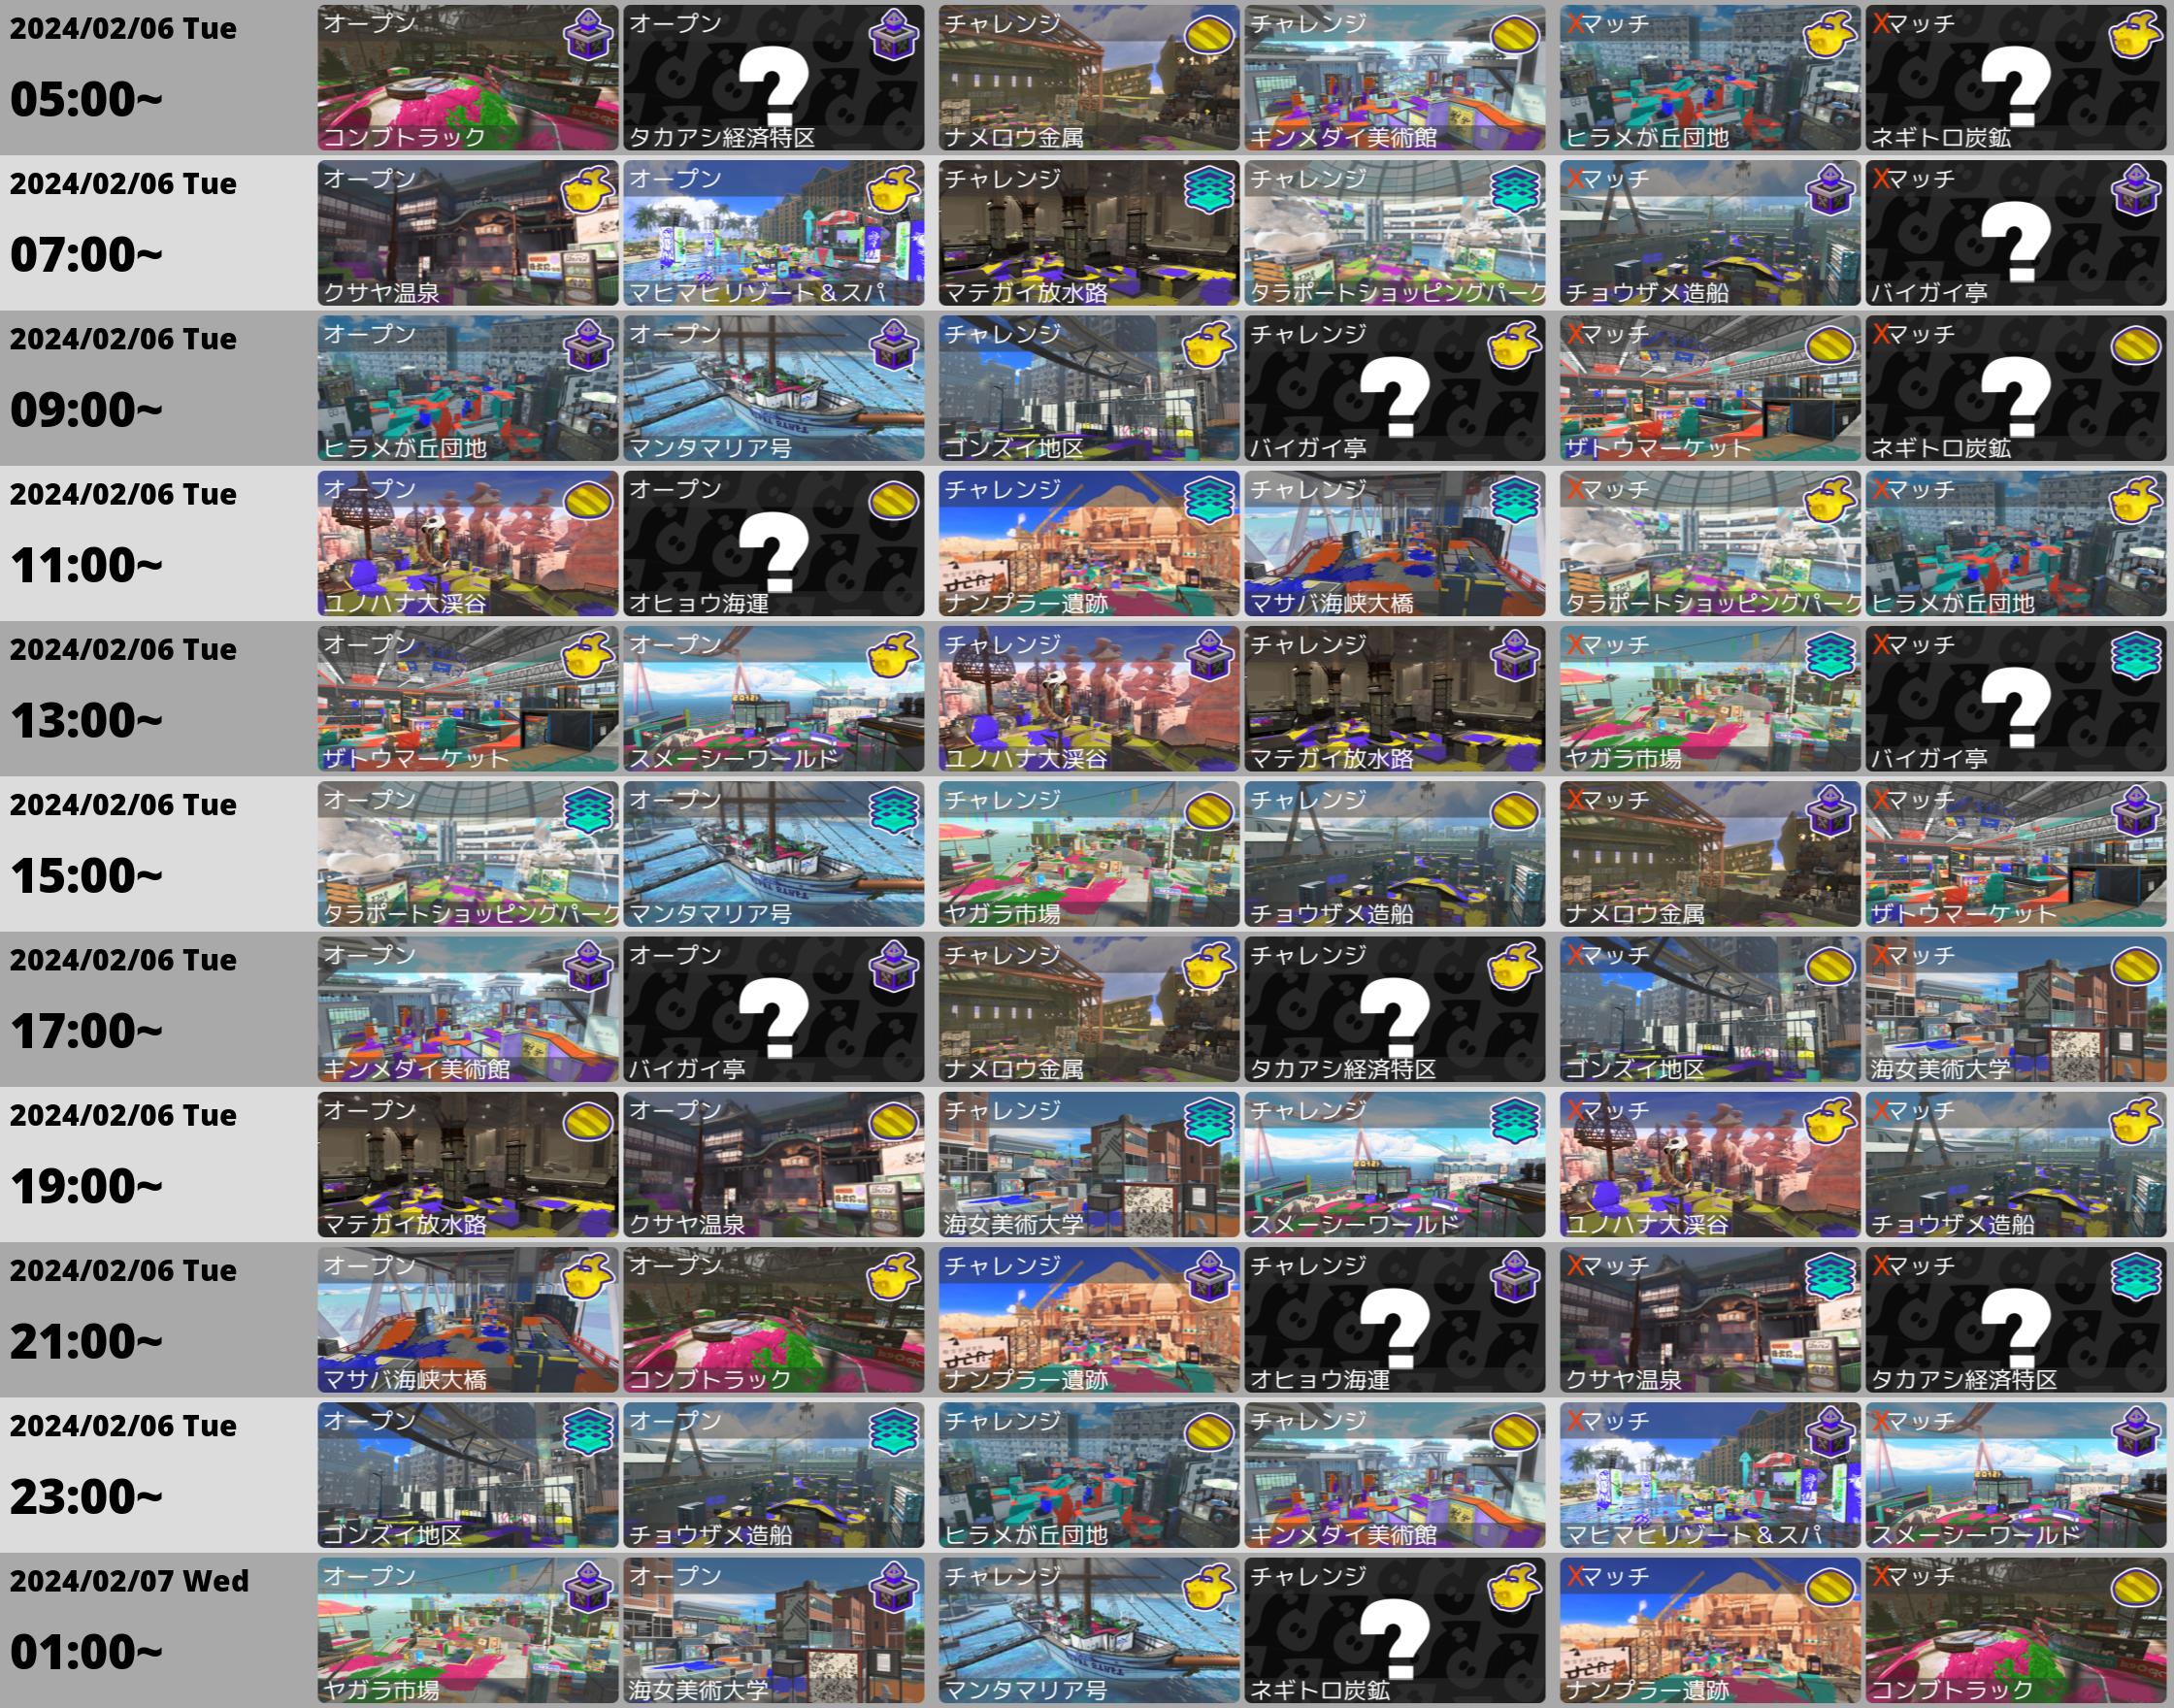 2024/02/06 Tue
05:00~
オープン
コンブトラック
オープン
タカアシ経済特区
チャレンジ
ナメロウ金属
チャレンジ
キンメダイ美術館
Xマッチ
ヒラメが丘団地
Xマッチ
ネギトロ炭鉱
2024/02/06 Tue
07:00~
オープン
クサヤ温泉
オープン
マヒマヒリゾート&スパ
チャレンジ
マテガイ放水路
チャレンジ
タラポートショッピングパーク
Xマッチ
チョウザメ造船
Xマッチ
バイガイ亭
2024/02/06 Tue
09:00~
オープン
ヒラメが丘団地
オープン
マンタマリア号
チャレンジ
ゴンズイ地区
チャレンジ
バイガイ亭
Xマッチ
ザトウマーケット
Xマッチ
ネギトロ炭鉱
2024/02/06 Tue
11:00~
オープン
ユノハナ大渓谷
オープン
オヒョウ海運
チャレンジ
ナンプラー遺跡
チャレンジ
マサバ海峡大橋
Xマッチ
タラポートショッピングパーク
Xマッチ
ヒラメが丘団地
2024/02/06 Tue
13:00~
オープン
ザトウマーケット
オープン
スメーシーワールド
チャレンジ
ユノハナ大渓谷
チャレンジ
マテガイ放水路
Xマッチ
ヤガラ市場
Xマッチ
バイガイ亭
2024/02/06 Tue
15:00~
オープン
タラポートショッピングパーク
オープン
マンタマリア号
チャレンジ
ヤガラ市場
チャレンジ
チョウザメ造船
Xマッチ
ナメロウ金属
Xマッチ
ザトウマーケット
2024/02/06 Tue
17:00~
オープン
キンメダイ美術館
オープン
バイガイ亭
チャレンジ
ナメロウ金属
チャレンジ
タカアシ経済特区
Xマッチ
ゴンズイ地区
Xマッチ
海女美術大学
2024/02/06 Tue
19:00~
オープン
マテガイ放水路
オープン
クサヤ温泉
チャレンジ
海女美術大学
チャレンジ
スメーシーワールド
Xマッチ
ユノハナ大渓谷
Xマッチ
チョウザメ造船
2024/02/06 Tue
21:00~
オープン
マサバ海峡大橋
オープン
コンブトラック
チャレンジ
ナンプラー遺跡
チャレンジ
オヒョウ海運
Xマッチ
クサヤ温泉
Xマッチ
タカアシ経済特区
2024/02/06 Tue
23:00~
オープン
ゴンズイ地区
オープン
チョウザメ造船
チャレンジ
ヒラメが丘団地
チャレンジ
キンメダイ美術館
Xマッチ
マヒマヒリゾート&スパ
Xマッチ
スメーシーワールド
2024/02/07 Wed
01:00~
オープン
ヤガラ市場
オープン
海女美術大学
チャレンジ
マンタマリア号
チャレンジ
ネギトロ炭鉱
Xマッチ
ナンプラー遺跡
Xマッチ
コンブトラック